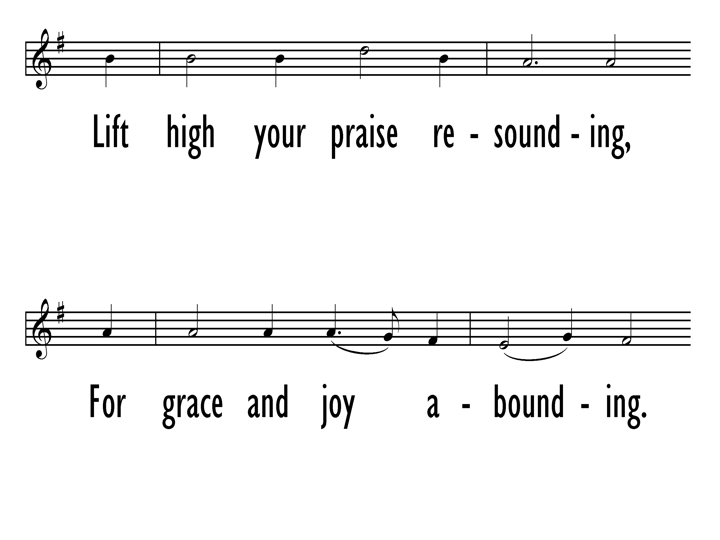 Lift high your praise re - sound - ing,
For grace and joy a - bound - ing.